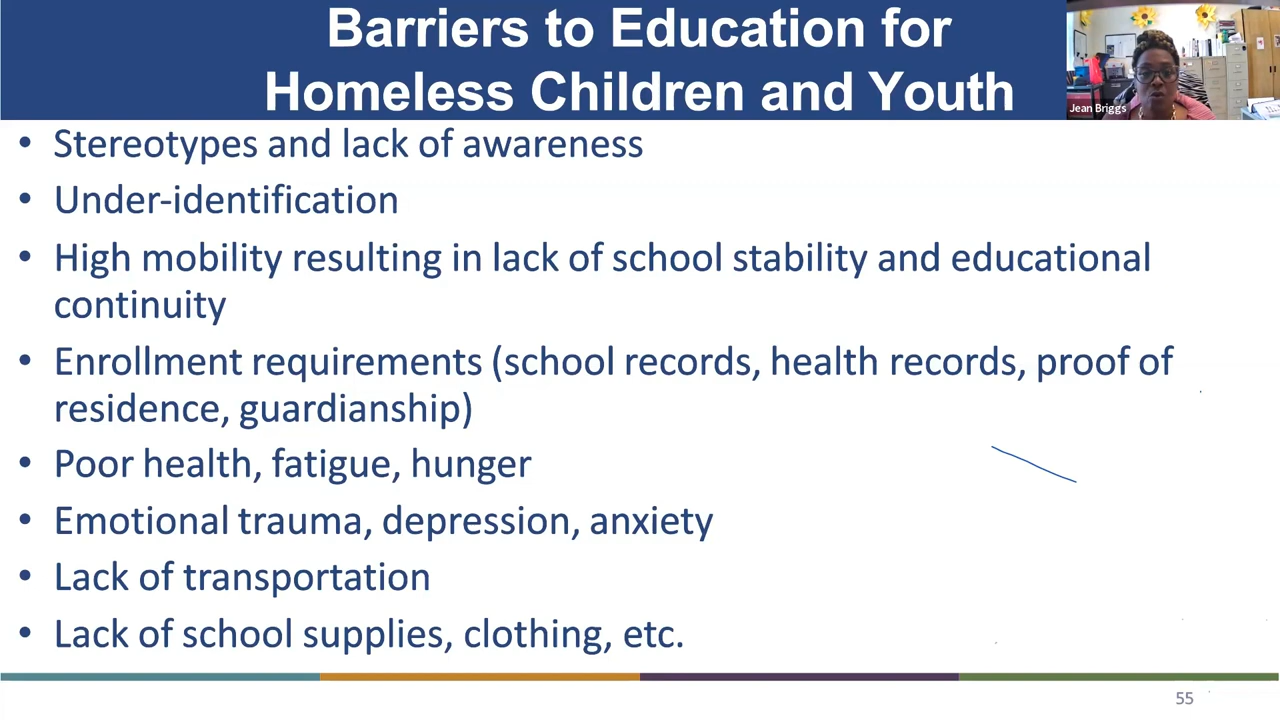 Barriers to Education for
Homeless Children and Youth
Jean Briggs
• Stereotypes and lack of awareness
• Under-identification
• High mobility resulting in lack of school stability and educational
continuity
• Enrollment requirements (school records, health records, proof of
residence, guardianship)
• Poor health, fatigue, hunger
• Emotional trauma, depression, anxiety
• Lack of transportation
• Lack of school supplies, clothing, etc.
55